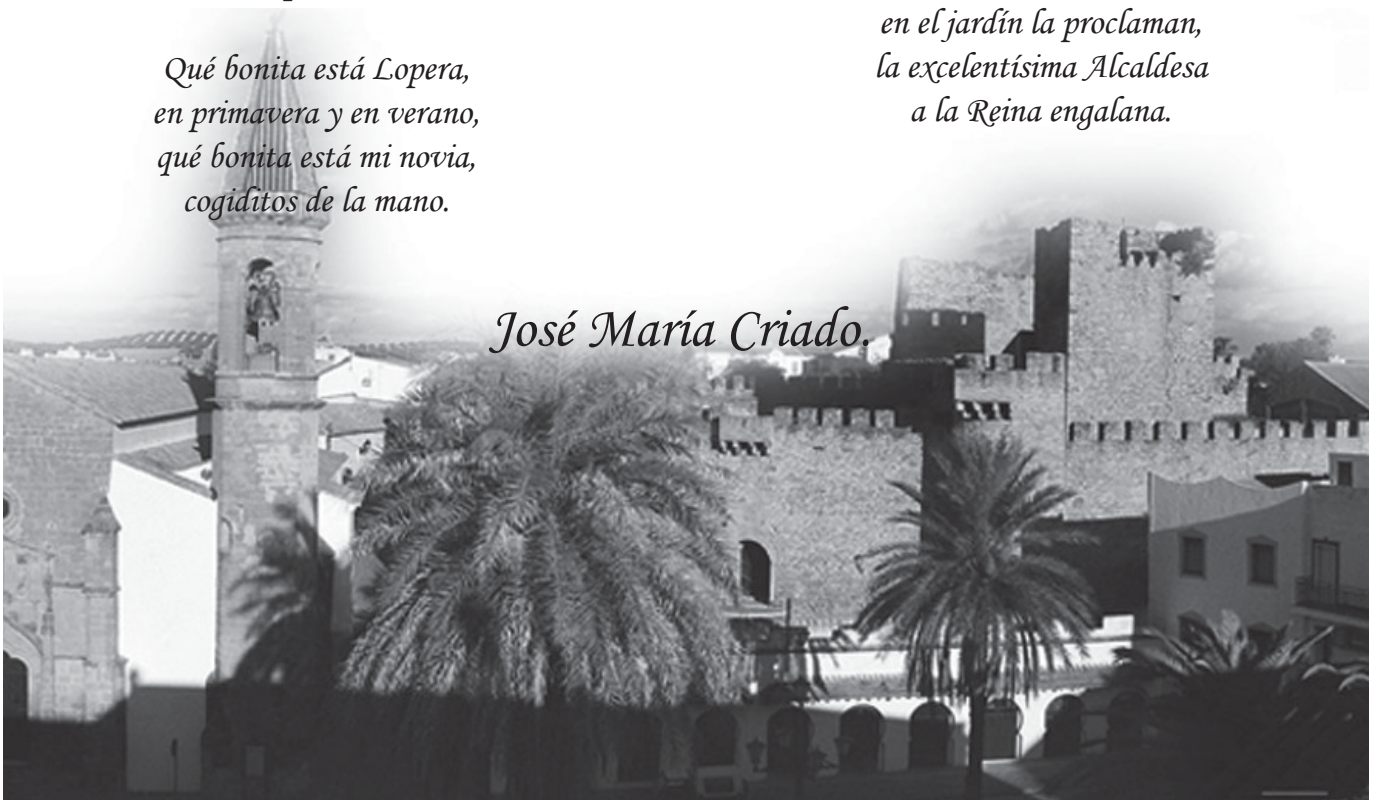 Qué bonita está Lopera,
en primavera y en verano,
qué bonita está mi novia,
cogiditos de la mano.
en el jardín la proclaman,
la excelentísima Alcaldesa
a la Reina engalana.
José María Criado.